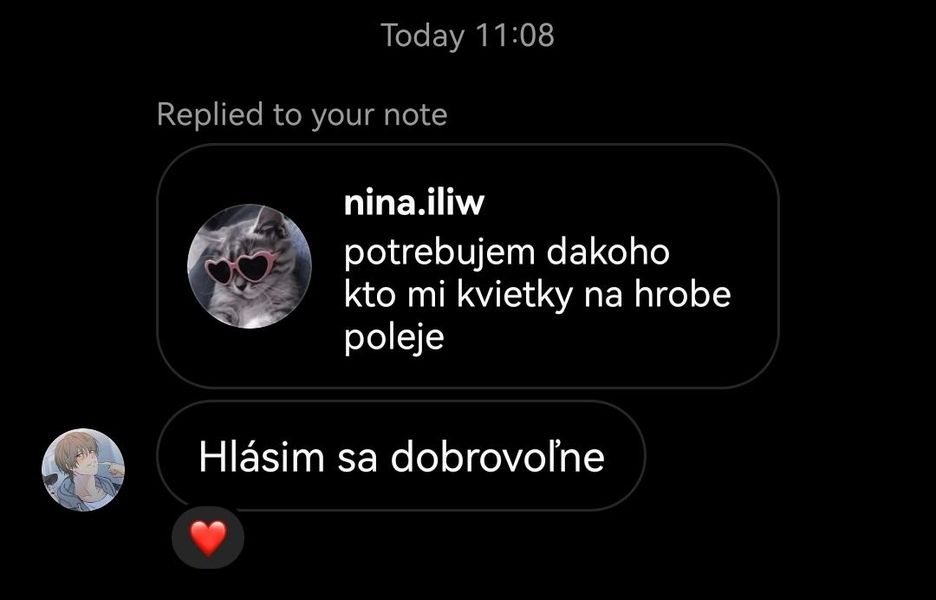 Today 11:08
Replied to your note
nina.iliw
potrebujem dakoho
kto mi kvietky na hrobe
poleje
Hlásim sa dobrovoľne